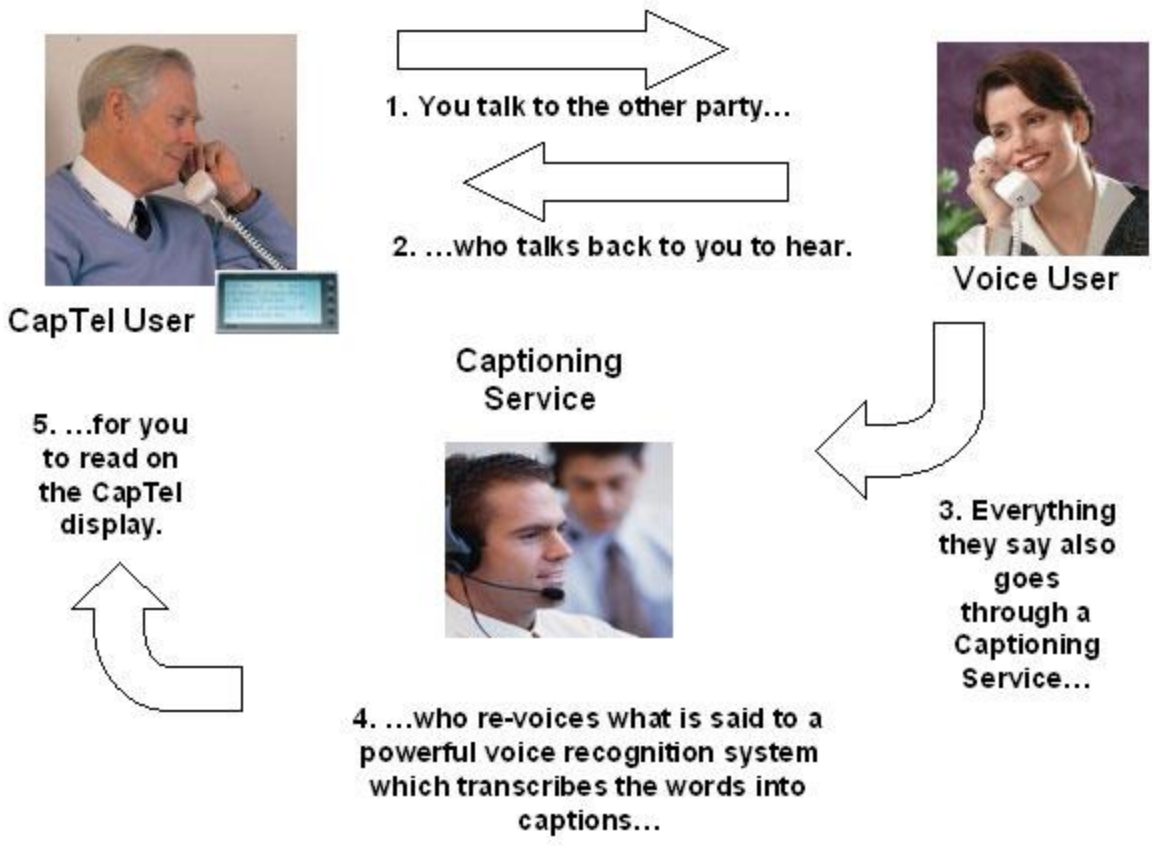 1. You talk to the other party...
2. ...who talks back to you to hear.
Voice User
CapTel User
Captioning
Service
3. Everything
they say also
goes
through a
Captioning
Service...
4. ...who re-voices what is said to a
powerful voice recognition system
which transcribes the words into
captions...
5. ...for you
to read on
the CapTel
display.